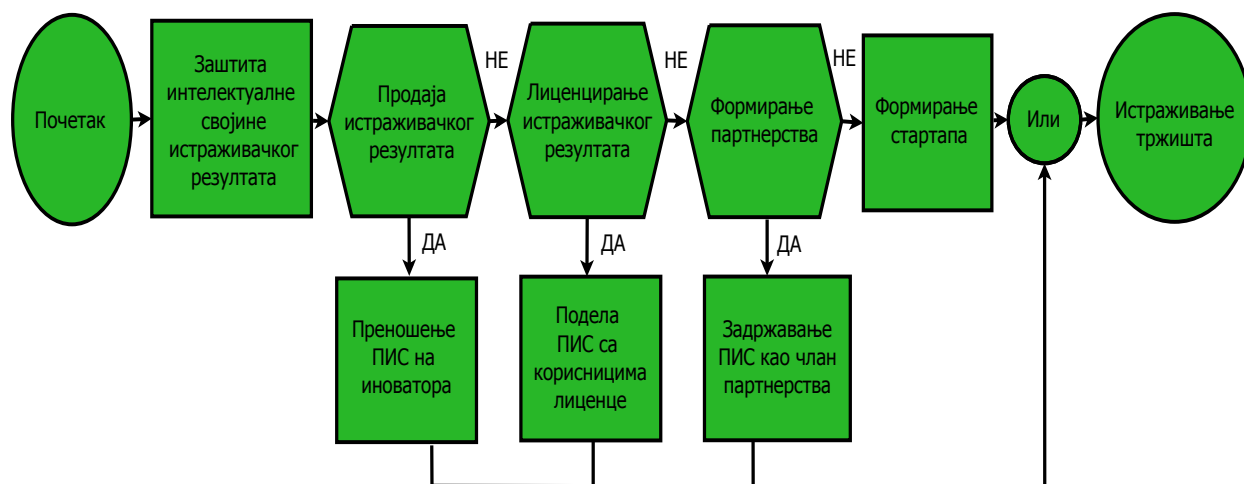 Почетак
Заштита
интелектуалне
својине
истраживачког
резултата
Продаја
истраживачког
резултата
НЕ
Лиценцирање
истраживачког
резултата
НЕ
Формирање
партнерства
НЕ
Формирање
стартапа
Или
Истраживање
тржишта
ДА
ДА
ДА
Преношење
ПИС на
иноватора
Подела
ПИС са
корисницима
лиценце
Задржавање
ПИС као члан
партнерства